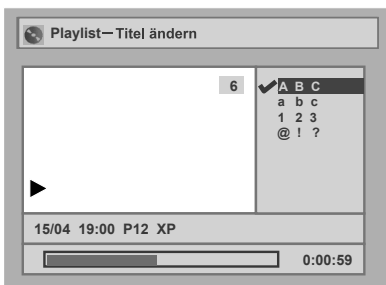 Playlist—Titel ändern
6
A B C
a b c
1 2 3
@ ! ?
15/04 19:00 P12 XP
0:00:59